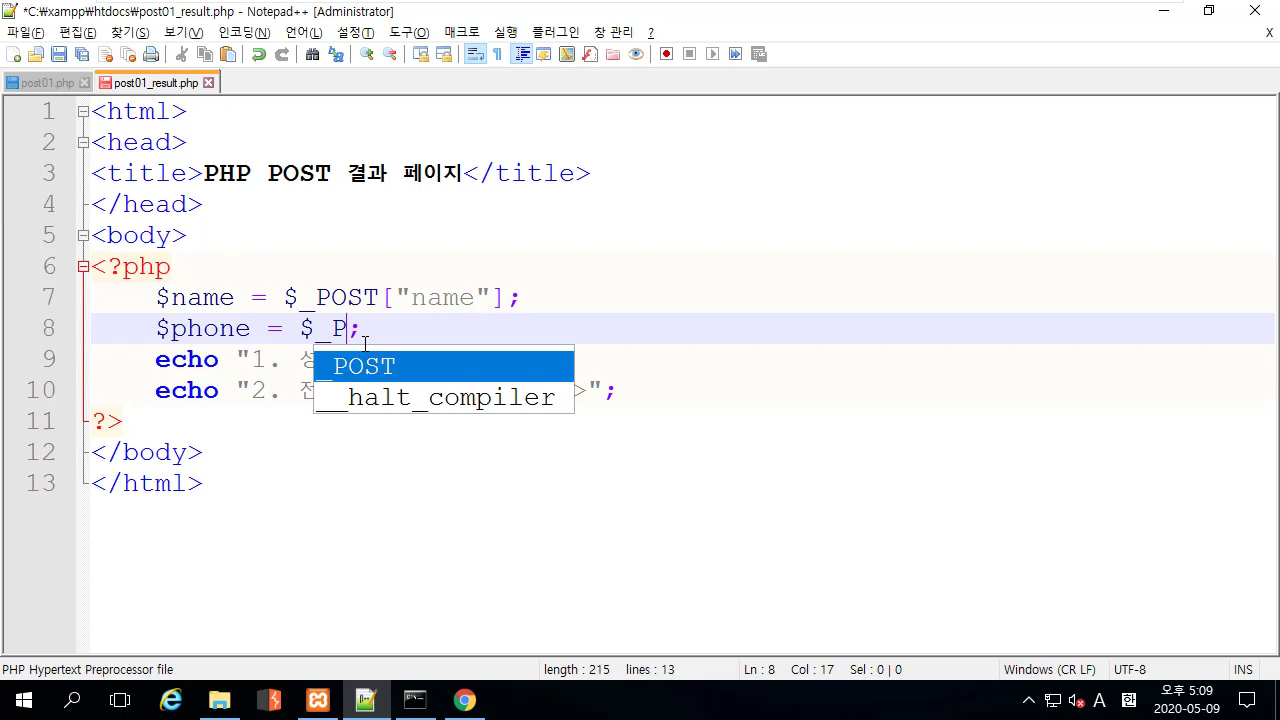 *C:₩xampp₩htdocs₩post01_result.php - Notepad++ [Administrator]
파일(F) 편집(E) 찾기(S) 보기(V) 인코딩(N) 언어(L) 설정(T) 도구(O) 매크로 실행 플러그인 창 관리 ? X
post01.php post01_result.php
1 <html>
2 <head>
3 <title>PHP POST 결과 페이지</title>
4 </head>
5 <body>
6 <?php
7 $name = $_POST["name"];
8 $phone = $_P;
9 echo "1. 성
_POST
10 echo "2. 전 >";
__halt_compiler
11 ?>
12 </body>
13 </html>
PHP Hypertext Preprocessor file length : 215 lines : 13 Ln : 8 Col : 17 Sel : 0 | 0 Windows (CR LF) UTF-8 INS
A 한 오후 5:09
2020-05-09